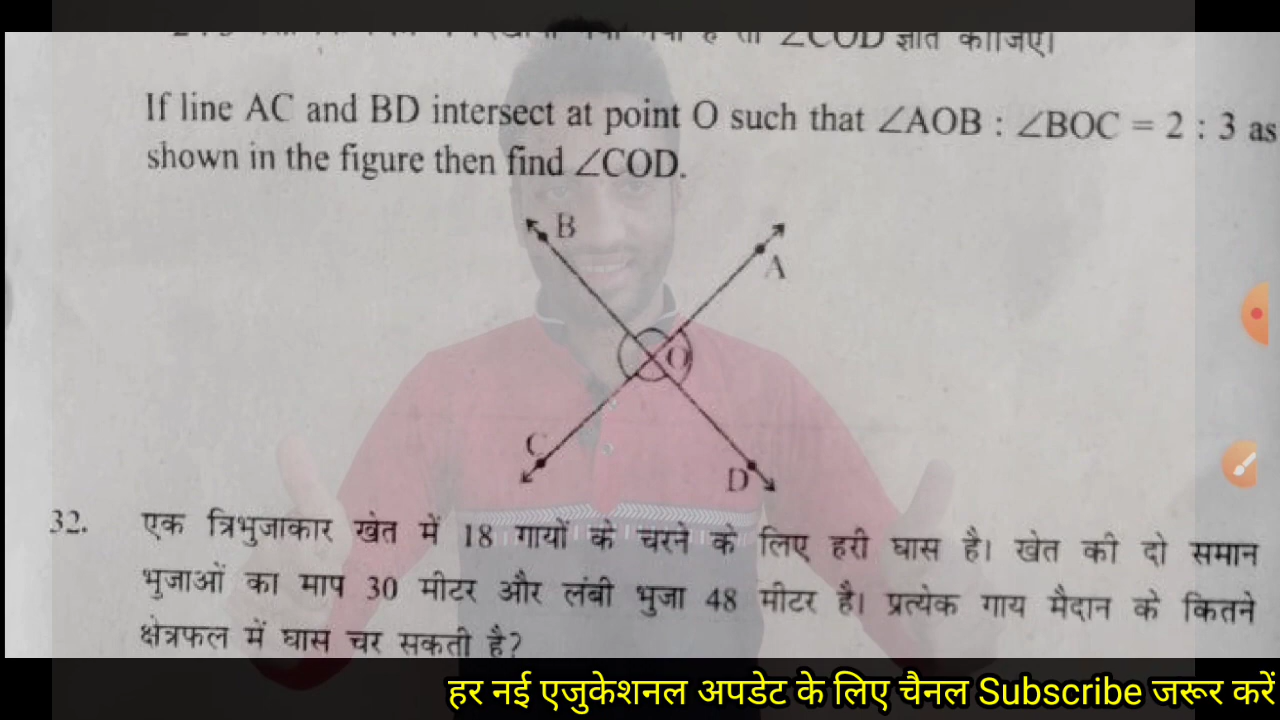 ∠COD ज्ञात कीजिए।
If line AC and BD intersect at point O such that ∠AOB : ∠BOC = 2 : 3 as
shown in the figure then find ∠COD.
B
A
O
C
D
32. एक त्रिभुजाकार खेत में 18 गायों के चरने के लिए हरी घास है। खेत की दो समान
भुजाओं का माप 30 मीटर और लंबी भुजा 48 मीटर है। प्रत्येक गाय मैदान के कितने
क्षेत्रफल में घास चर सकती है?
हर नई एजुकेशनल अपडेट के लिए चैनल Subscribe जरूर करें